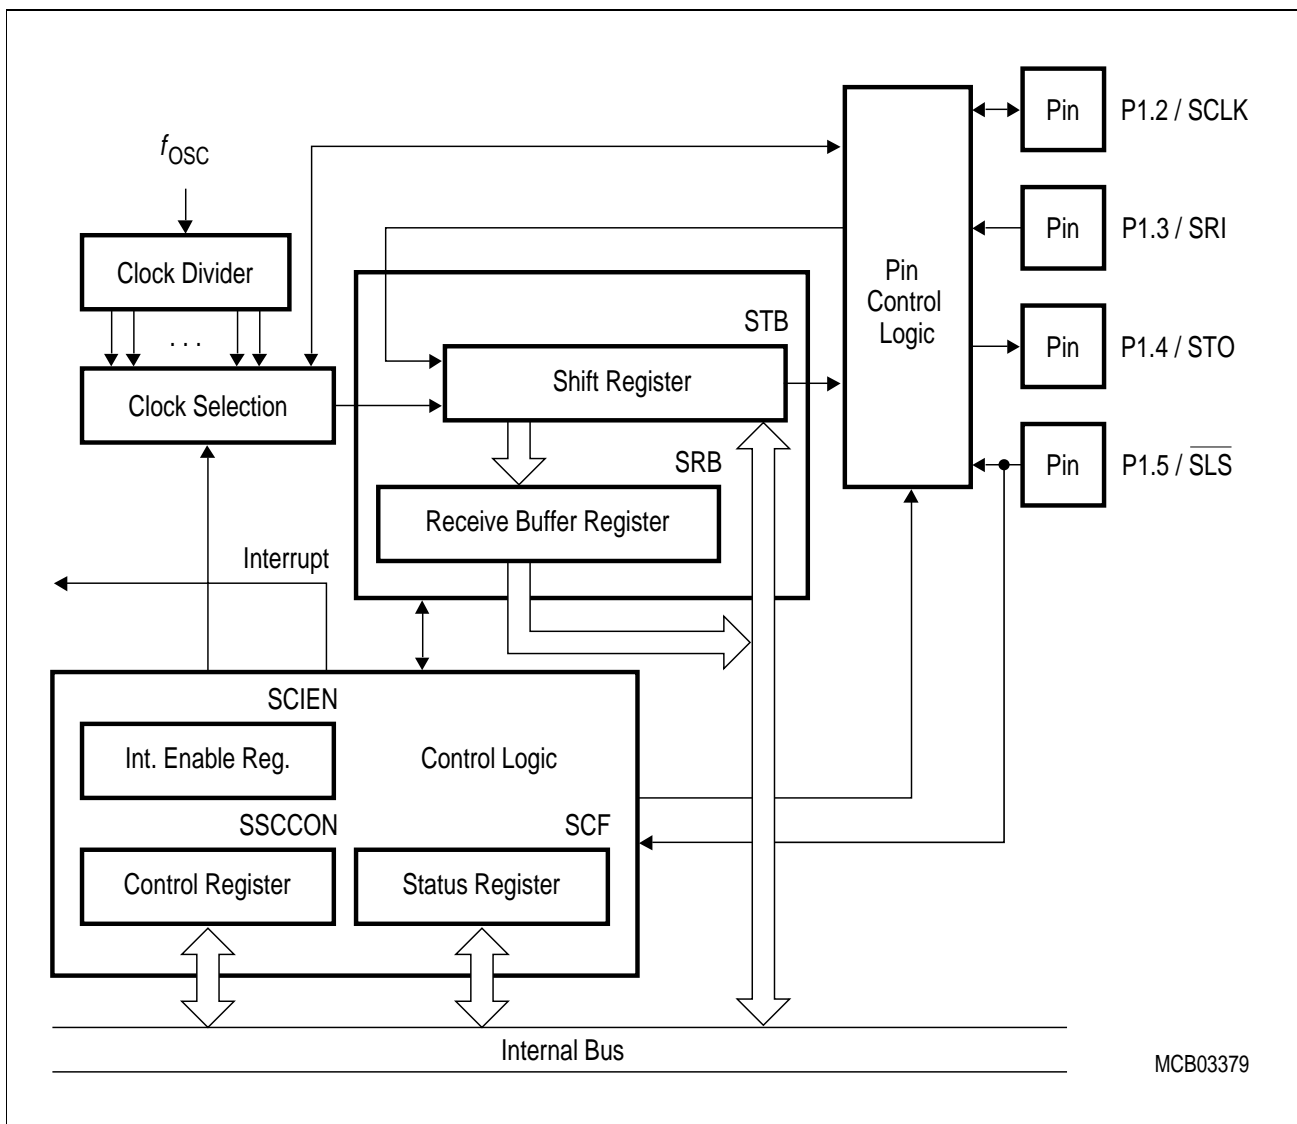 Pin
P1.2 / SCLK
fOSC
Pin
P1.3 / SRI
Clock Divider
Pin
Control
Logic
. . .
STB
Pin
P1.4 / STO
Shift Register
Clock Selection
SRB
Pin
P1.5 / SLS
Receive Buffer Register
Interrupt
SCIEN
Int. Enable Reg.
Control Logic
SSCCON
SCF
Control Register
Status Register
Internal Bus
MCB03379